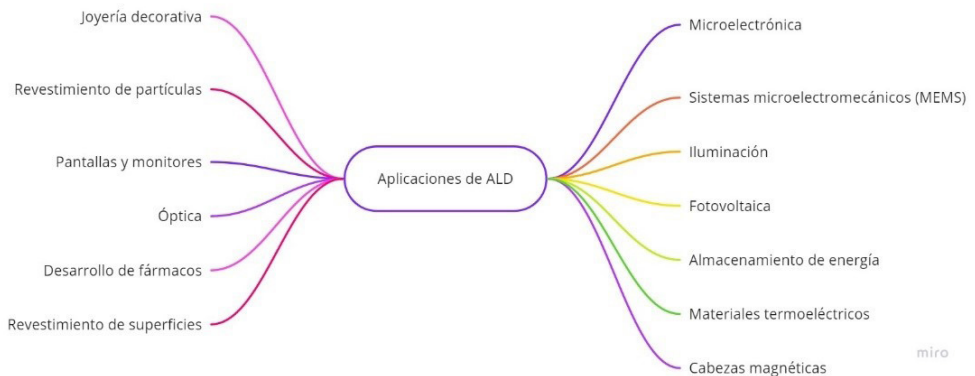 Joyería decorativa
Revestimiento de partículas
Pantallas y monitores
Óptica
Desarrollo de fármacos
Revestimiento de superficies
Aplicaciones de ALD
Microelectrónica
Sistemas microelectromecánicos (MEMS)
Iluminación
Fotovoltaica
Almacenamiento de energía
Materiales termoeléctricos
Cabezas magnéticas
miro